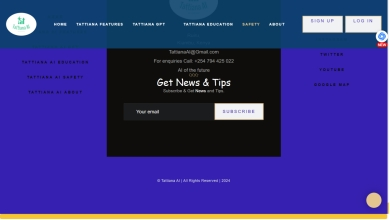 HOME TATTIANA FEATURES TATTIANA GPT TATTIANA EDUCATION SAFETY ABOUT
SIGN UP LOG IN
NEW
TattianaAI@Gmail.com
For enquiries Call: +254 794 425 922
AI of the future
Get News & Tips
Subscribe & Get News and Tips
Your email SUBSCRIBE
TATTIANA AI EDUCATION
TATTIANA AI SAFETY
TATTIANA AI ABOUT
TWITTER
YOUTUBE
GOOGLE MAP
© Tattiana AI | All Rights Reserved | 2024